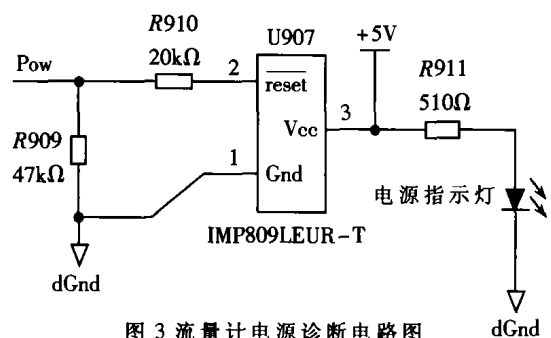 R910
20kΩ
U907
+5V
Pow
2
reset
R911
510Ω
3
Vcc
R909
47kΩ
1
Gnd
电源指示灯
IMP809LEUR-T
dGnd
dGnd
图 3 流量计电源诊断电路图